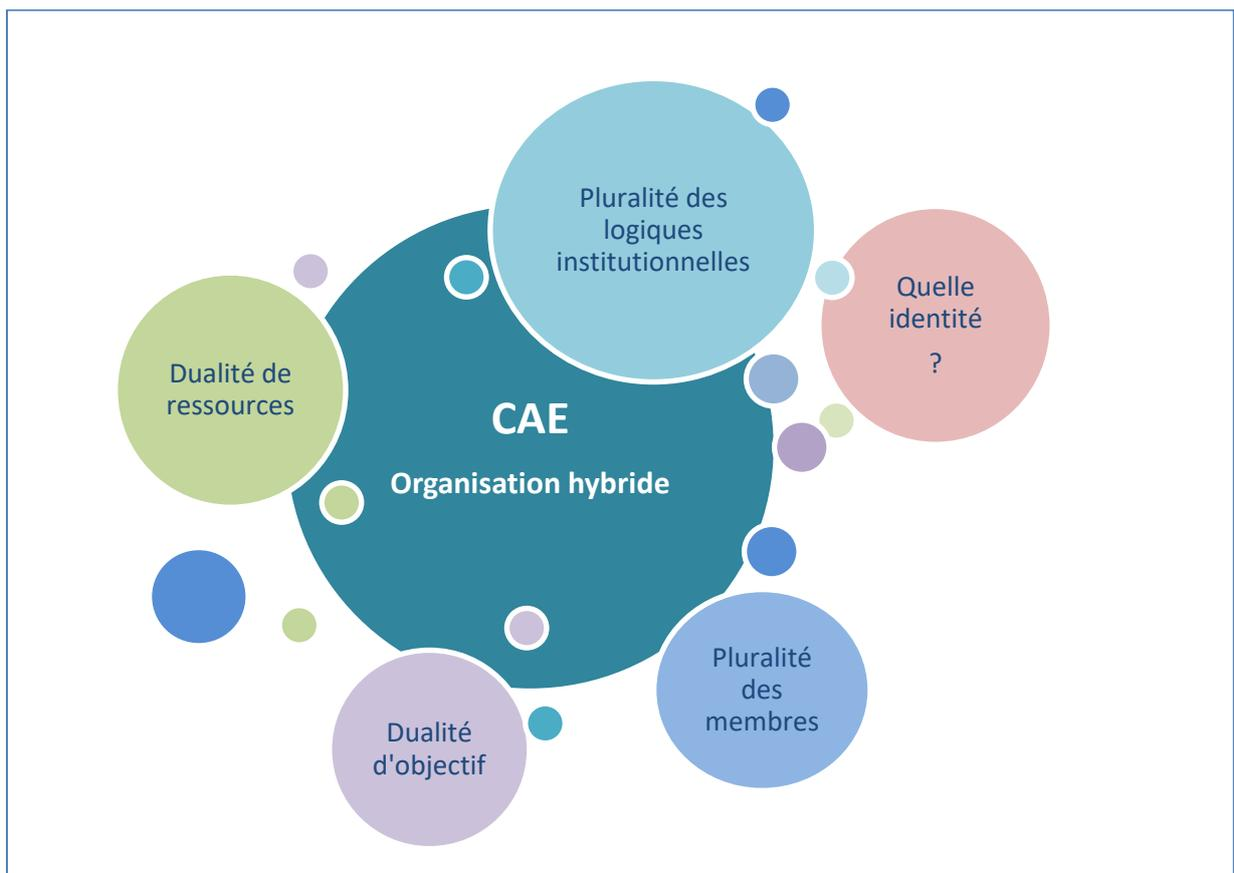 Pluralité des
logiques
institutionnelles
Quelle
identité
?
Dualité de
ressources
CAE
Organisation hybride
Pluralité
des
membres
Dualité
d'objectif